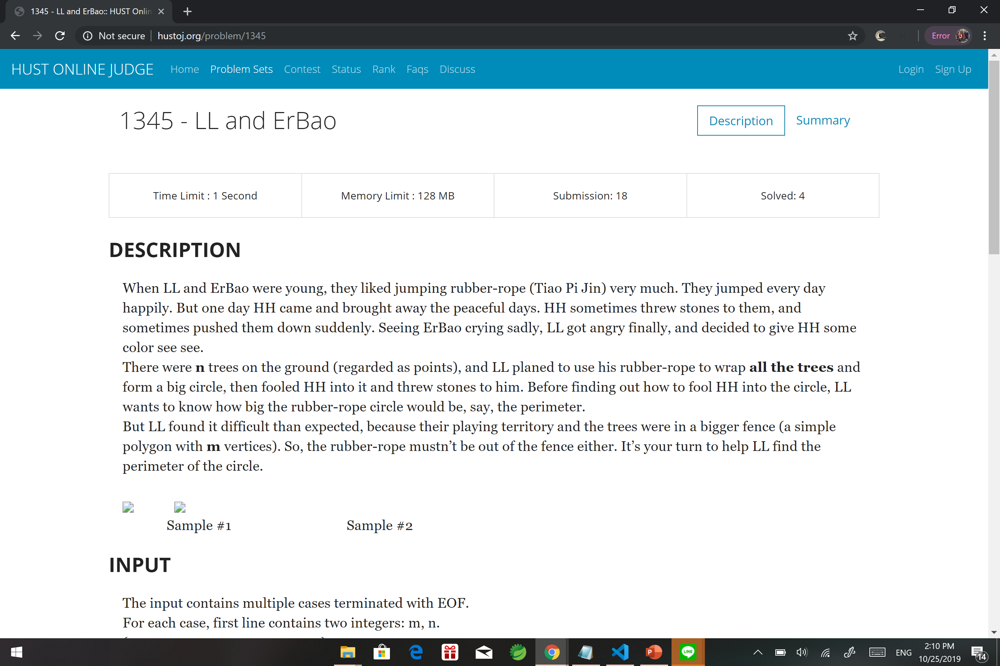 1345 - LL and ErBao:: HUST Onlin
Not secure
hustoj.org/problem/1345
Error
HUST ONLINE JUDGE
Home
Problem Sets
Contest
Status
Rank
Faqs
Discuss
Login
Sign Up
1345 - LL and ErBao
Description
Summary
Time Limit : 1 Second
Memory Limit : 128 MB
Submission: 18
Solved: 4
DESCRIPTION
When LL and ErBao were young, they liked jumping rubber-rope (Tiao Pi Jin) very much. They jumped every day
happily. But one day HH came and brought away the peaceful days. HH sometimes threw stones to them, and
sometimes pushed them down suddenly. Seeing ErBao crying sadly, LL got angry finally, and decided to give HH some
color see see.
There were n trees on the ground (regarded as points), and LL planed to use his rubber-rope to wrap all the trees and
form a big circle, then fooled HH into it and threw stones to him. Before finding out how to fool HH into the circle, LL
wants to know how big the rubber-rope circle would be, say, the perimeter.
But LL found it difficult than expected, because their playing territory and the trees were in a bigger fence (a simple
polygon with m vertices). So, the rubber-rope mustn’t be out of the fence either. It’s your turn to help LL find the
perimeter of the circle.
Sample #1
Sample #2
INPUT
The input contains multiple cases terminated with EOF.
For each case, first line contains two integers: m, n.
P
LINE
ENG
2:10 PM
10/25/2019
14